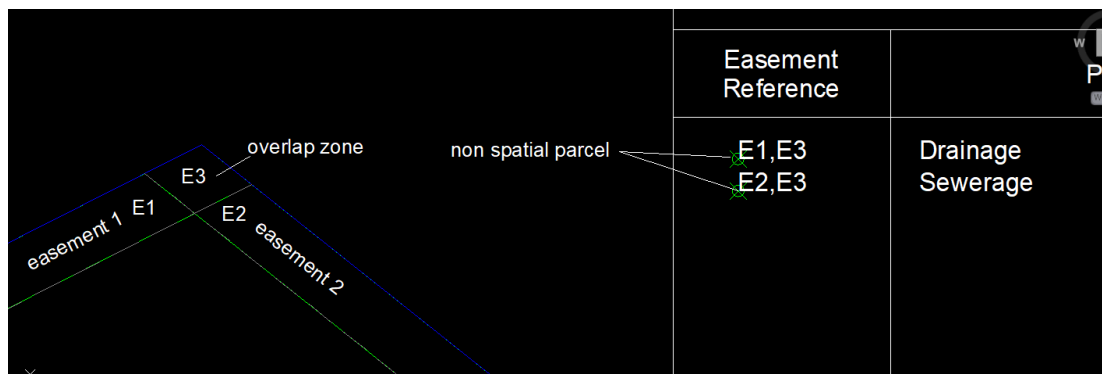 Easement
Reference
P
W
overlap zone
E3
E1
E2
easement 1
easement 2
non spatial parcel
E1,E3
Drainage
E2,E3
Sewerage